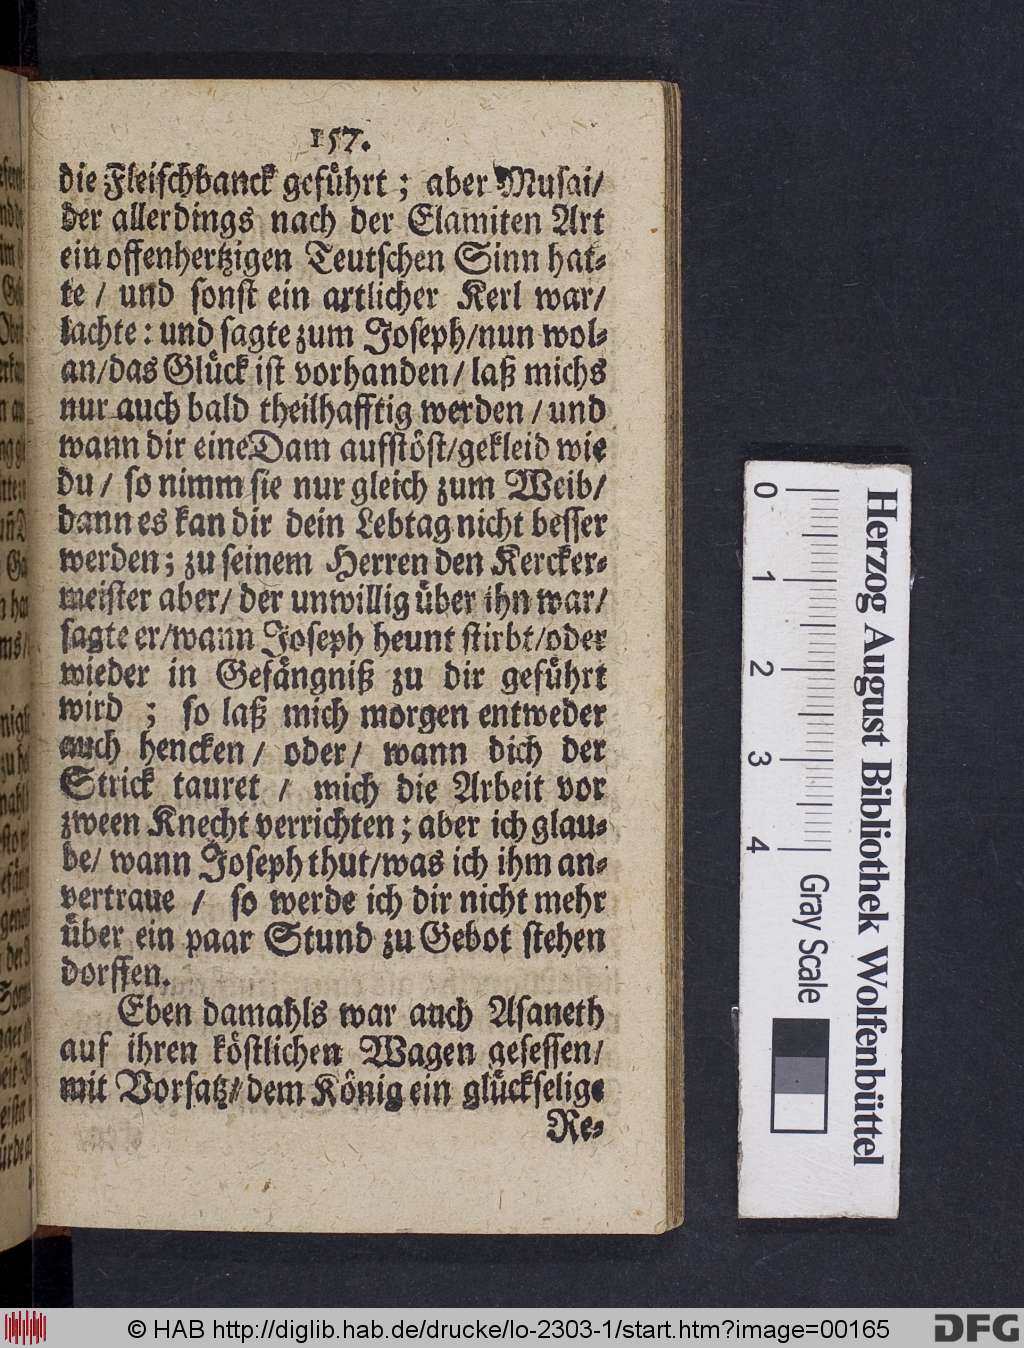 157.
die Fleischbanck geführt; aber Musai/
der allerdings nach der Elamiten Art
ein offenhertzigen Teutschen Sinn hat-
te / und sonst ein artlicher Kerl war/
lachte: und sagte zum Joseph/nun wol-
an/das Glück ist vorhanden/ laß michs
nur auch bald theilhafftig werden / und
wann dir eine Dam aufstöst/gekleid wie
du / so nimm sie nur gleich zum Weib/
dann es kan dir dein Lebtag nicht besser
werden; zu seinem Herren den Kercker-
meister aber/ der unwillig über ihn war/
sagte er/wann Joseph heunt stirbt/oder
wieder in Gefängniß zu dir geführt
wird ; so laß mich morgen entweder
auch hencken / oder / wann dich der
Strick tauret / mich die Arbeit vor
zween Knecht verrichten; aber ich glau-
be/ wann Joseph thut/was ich ihm an-
vertraue / so werde ich dir nicht mehr
über ein paar Stund zu Gebot stehen
dorffen.
Eben damahls war auch Asaneth
auf ihren köstlichen Wagen gesessen/
mit Vorsatz/ dem König ein glückselige
Re-
Herzog August Bibliothek Wolfenbüttel
0 1 2 3 4 Gray Scale
© HAB http://diglib.hab.de/drucke/lo-2303-1/start.htm?image=00165
DFG